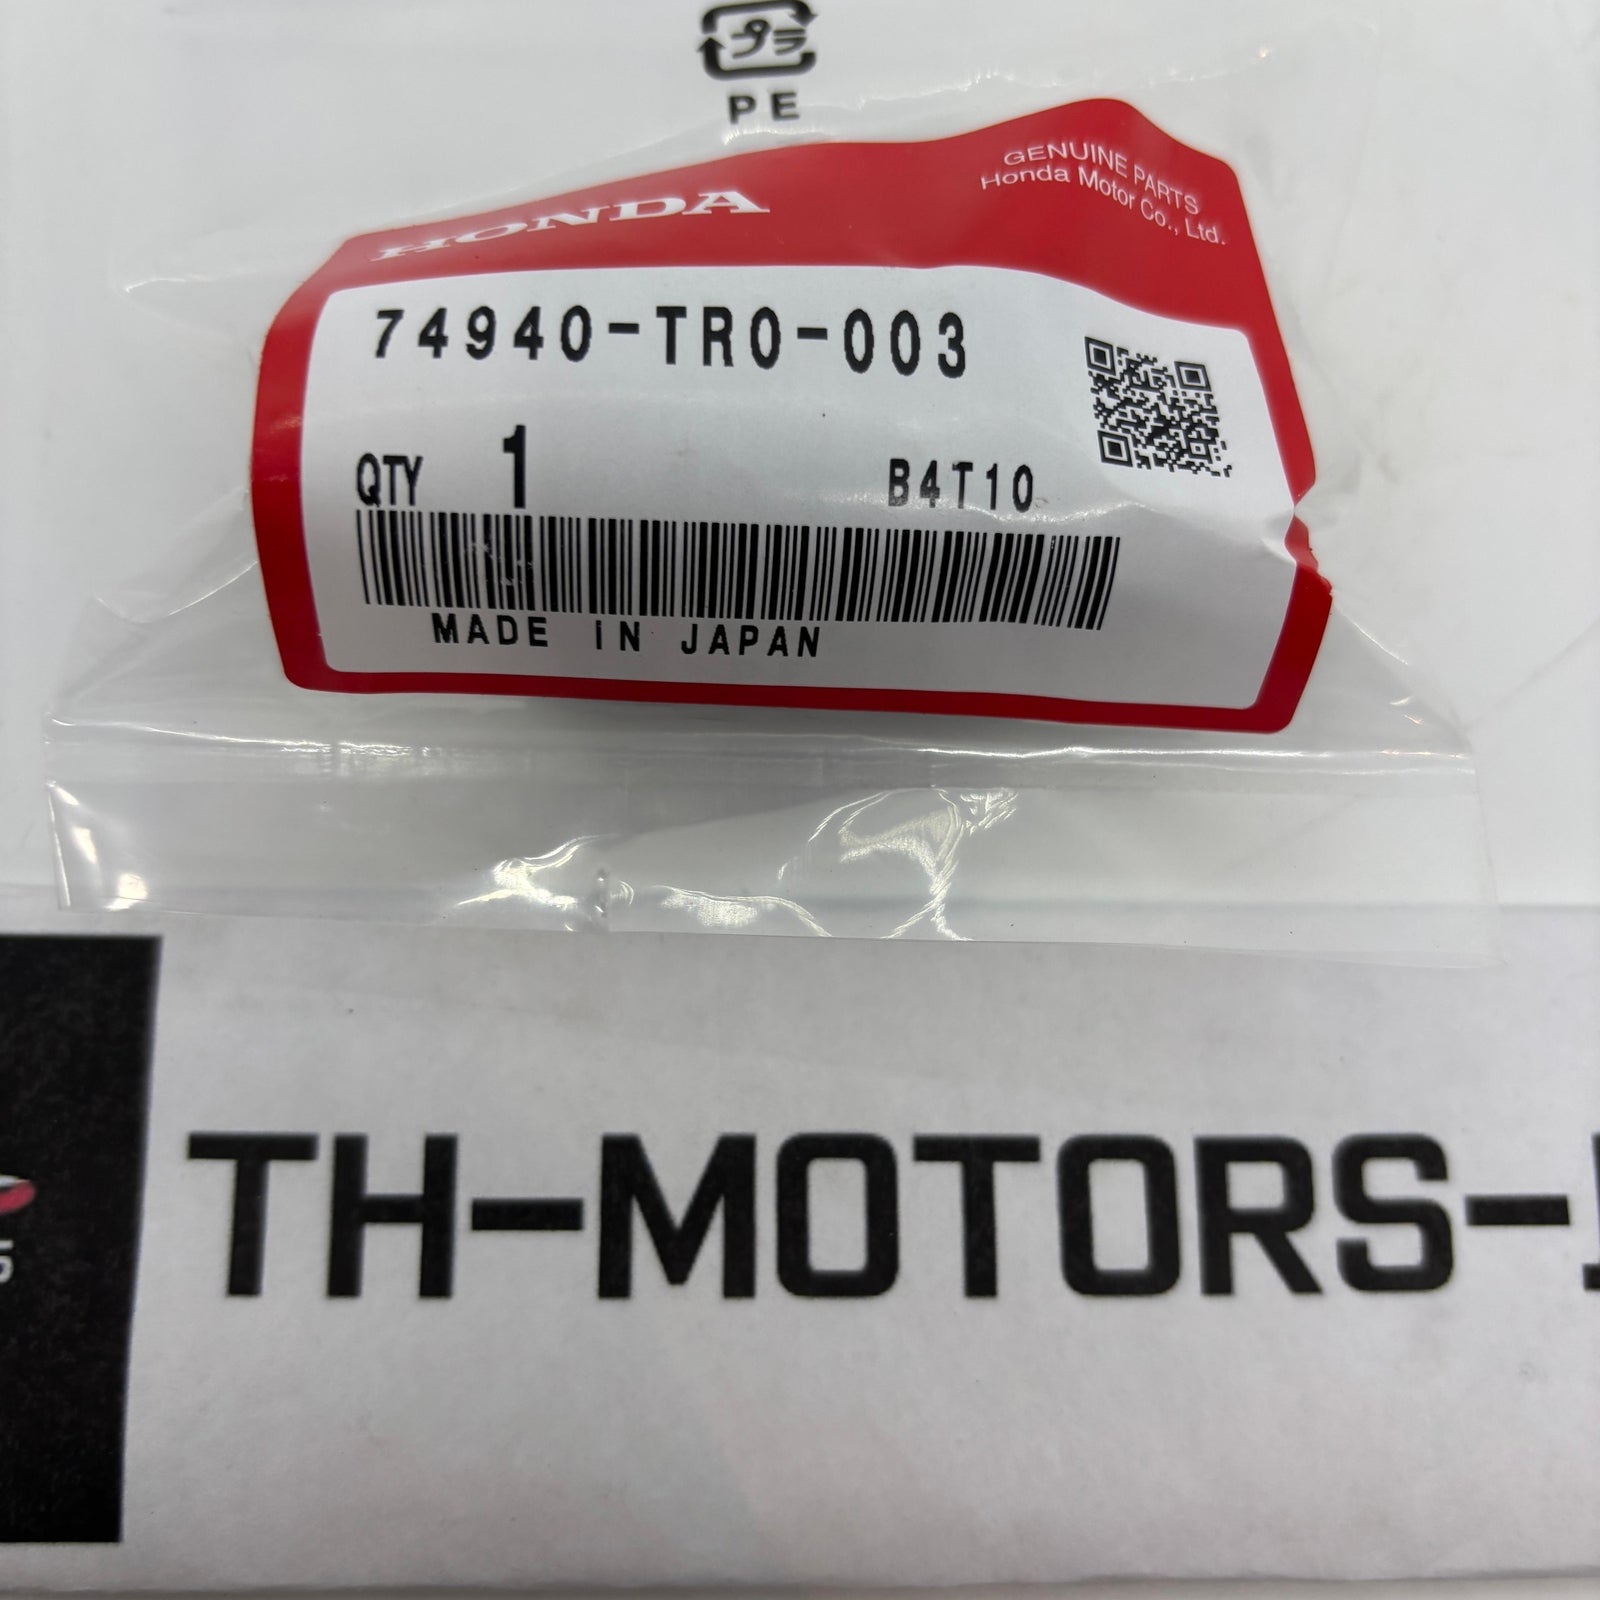 プラ
PE
HONDA
GENUINE PARTS
Honda Motor Co., Ltd.
74940-TR0-003
QTY 1 B4T10
MADE iN JAPAN
TH-MOTORS-